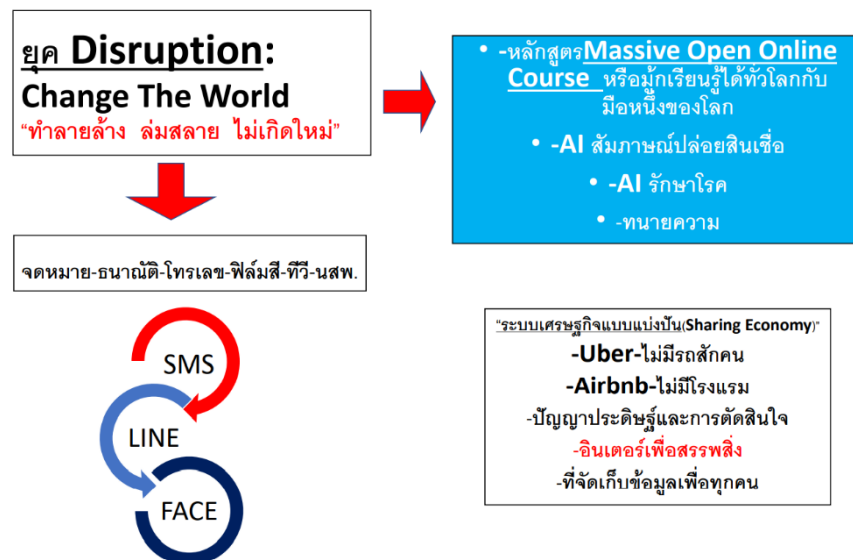 ยุค Disruption:
Change The World
“ทำลายล้าง ล่มสลาย ไม่เกิดใหม่”
• -หลักสูตรMassive Open Online
Course หรือมู้กเรียนรู้ได้ทั่วโลกกับ
มือหนึ่งของโลก
• -AI สัมภาษณ์ปล่อยสินเชื่อ
• -AI รักษาโรค
• -ทนายความ
จดหมาย-ธนาณัติ-โทรเลข-ฟิล์มสี-ทีวี-นสพ.
SMS
LINE
FACE
"ระบบเศรษฐกิจแบบแบ่งปัน(Sharing Economy)"
-Uber-ไม่มีรถสักคน
-Airbnb-ไม่มีโรงแรม
-ปัญญาประดิษฐ์และการตัดสินใจ
-อินเตอร์เพื่อสรรพสิ่ง
-ที่จัดเก็บข้อมูลเพื่อทุกคน